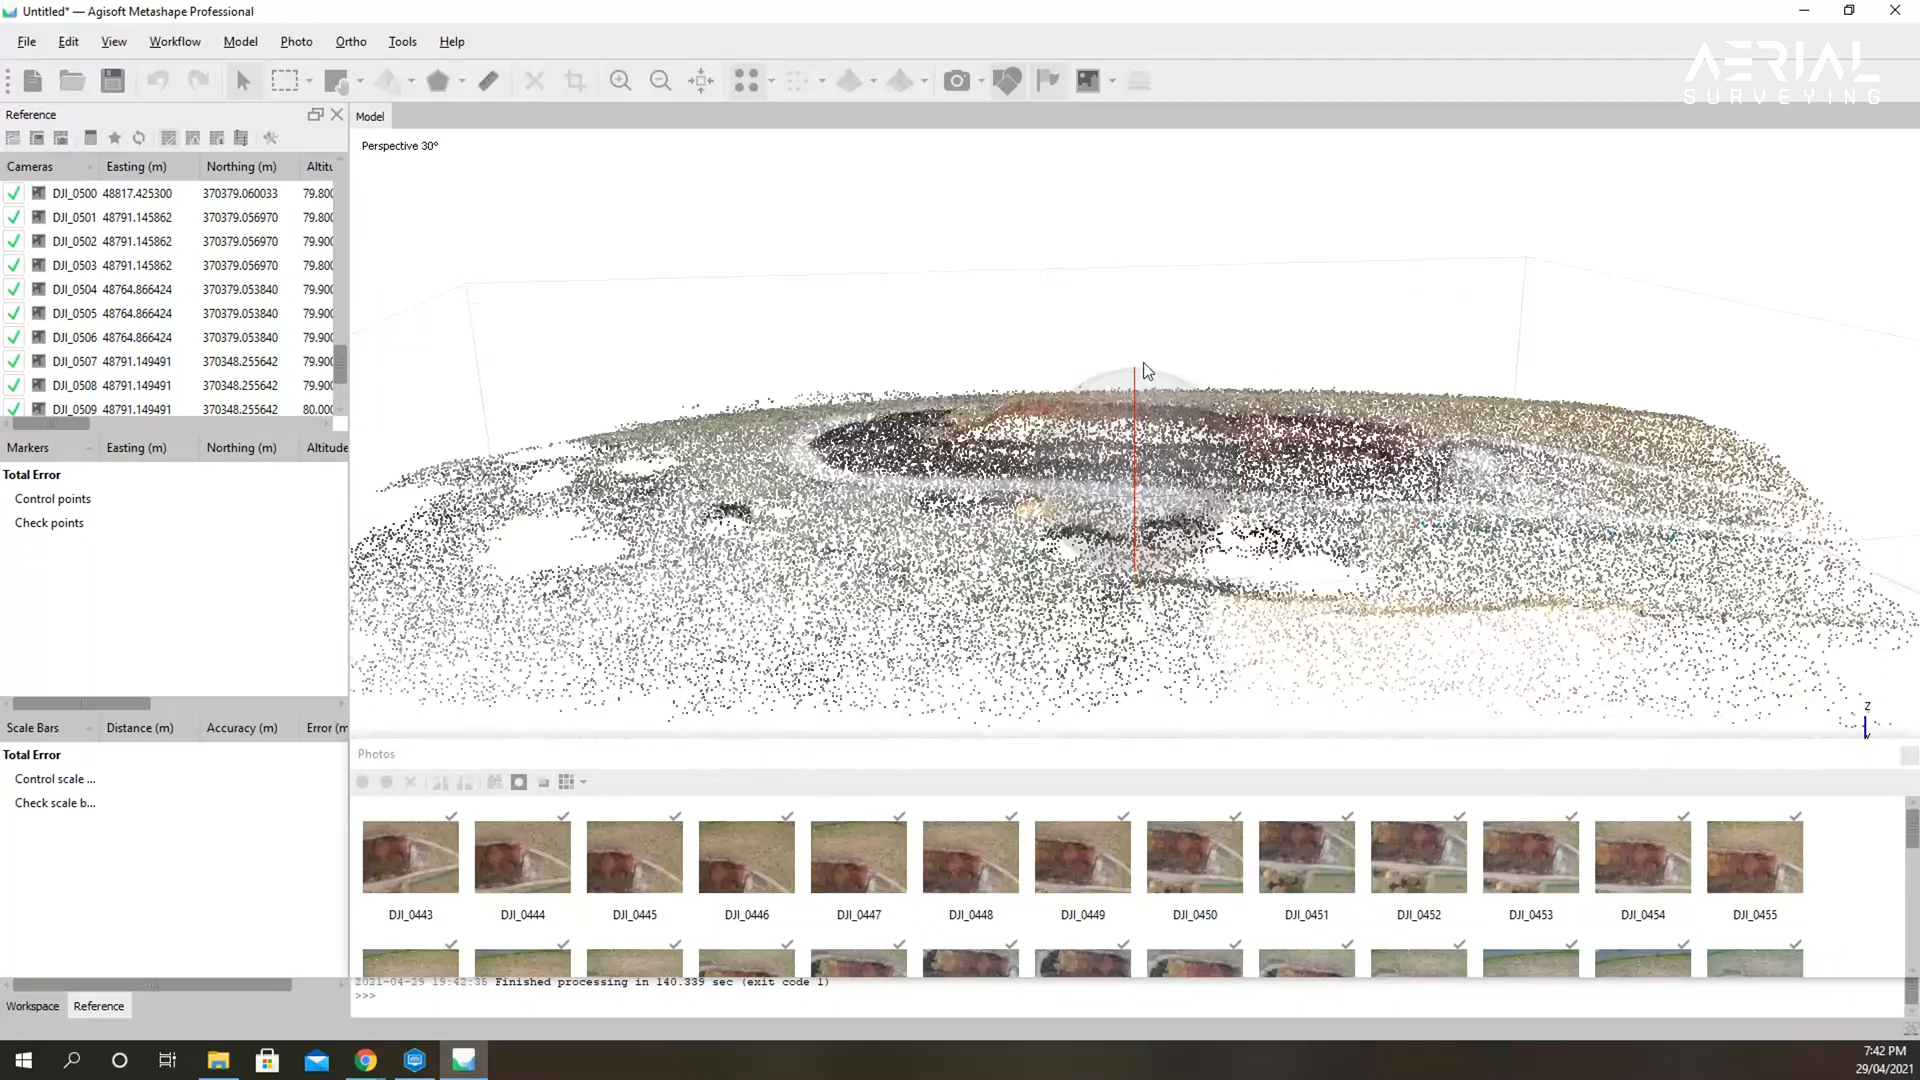 Untitled* — Agisoft Metashape Professional
File Edit View Workflow Model Photo Ortho Tools Help
AERIAL
SURVEYING
Reference
Model
Perspective 30°
Cameras Easting (m) Northing (m) Altitu
DJI_0500 48817.425300 370379.060033 79.800
DJI_0501 48791.145862 370379.056970 79.800
DJI_0502 48791.145862 370379.056970 79.900
DJI_0503 48791.145862 370379.056970 79.800
DJI_0504 48764.866424 370379.053840 79.900
DJI_0505 48764.866424 370379.053840 79.900
DJI_0506 48764.866424 370379.053840 79.900
DJI_0507 48791.149491 370348.255642 79.900
DJI_0508 48791.149491 370348.255642 79.900
DJI_0509 48791.149491 370348.255642 80.000
Markers Easting (m) Northing (m) Altitude
Total Error
Control points
Check points
Scale Bars Distance (m) Accuracy (m) Error (m
Total Error
Control scale ...
Check scale b...
Z
Photos
DJI_0443 DJI_0444 DJI_0445 DJI_0446 DJI_0447 DJI_0448 DJI_0449 DJI_0450 DJI_0451 DJI_0452 DJI_0453 DJI_0454 DJI_0455
2021-04-29 19:42:35 Finished processing in 140.339 sec (exit code 1)
>>>
Workspace Reference
7:42 PM
29/04/2021